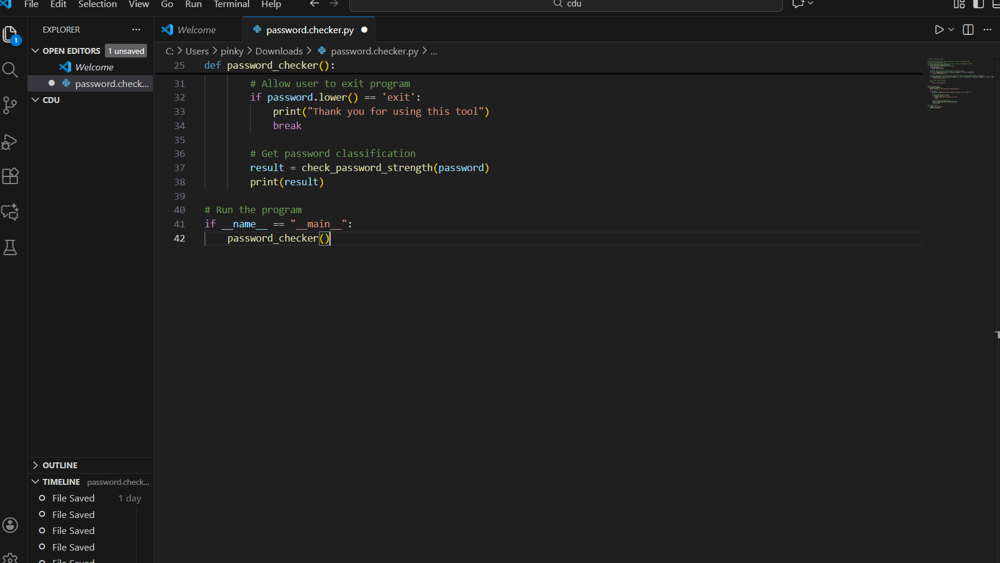 File Edit Selection View Go Run Terminal Help
cdu
EXPLORER
1
OPEN EDITORS 1 unsaved
Welcome
password.check...
CDU
OUTLINE
TIMELINE password.check...
File Saved 1 day
File Saved
File Saved
File Saved
File Saved
Welcome
password.checker.py
C: > Users > pinky > Downloads > password.checker.py > ...
25 def password_checker():
31 # Allow user to exit program
32 if password.lower() == 'exit':
33 print("Thank you for using this tool")
34 break
35
36 # Get password classification
37 result = check_password_strength(password)
38 print(result)
39
40 # Run the program
41 if __name__ == "__main__":
42 password_checker()